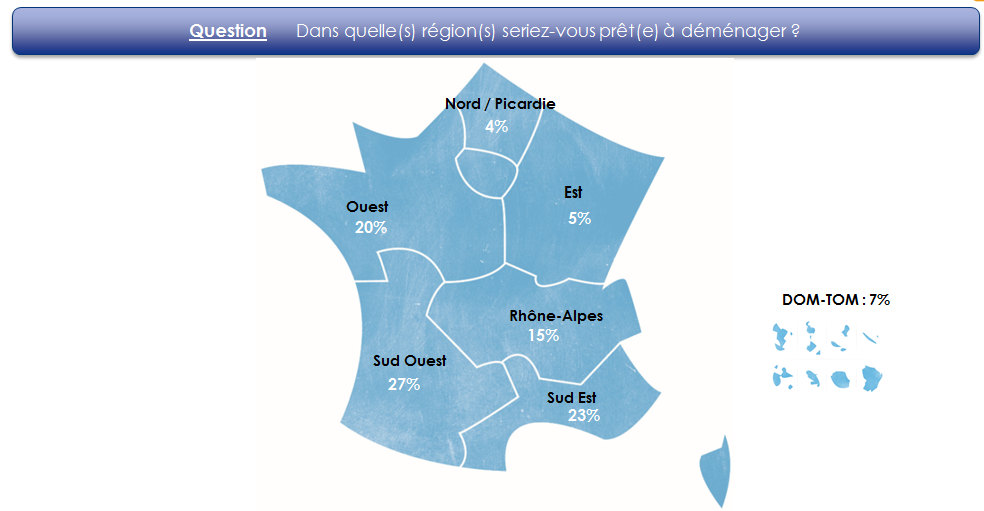 Question Dans quelle(s) région(s) seriez-vous prêt(e) à déménager ?
Nord / Picardie
4%
Est
5%
Ouest
20%
DOM-TOM : 7%
Rhône-Alpes
15%
Sud Ouest
27%
Sud Est
23%